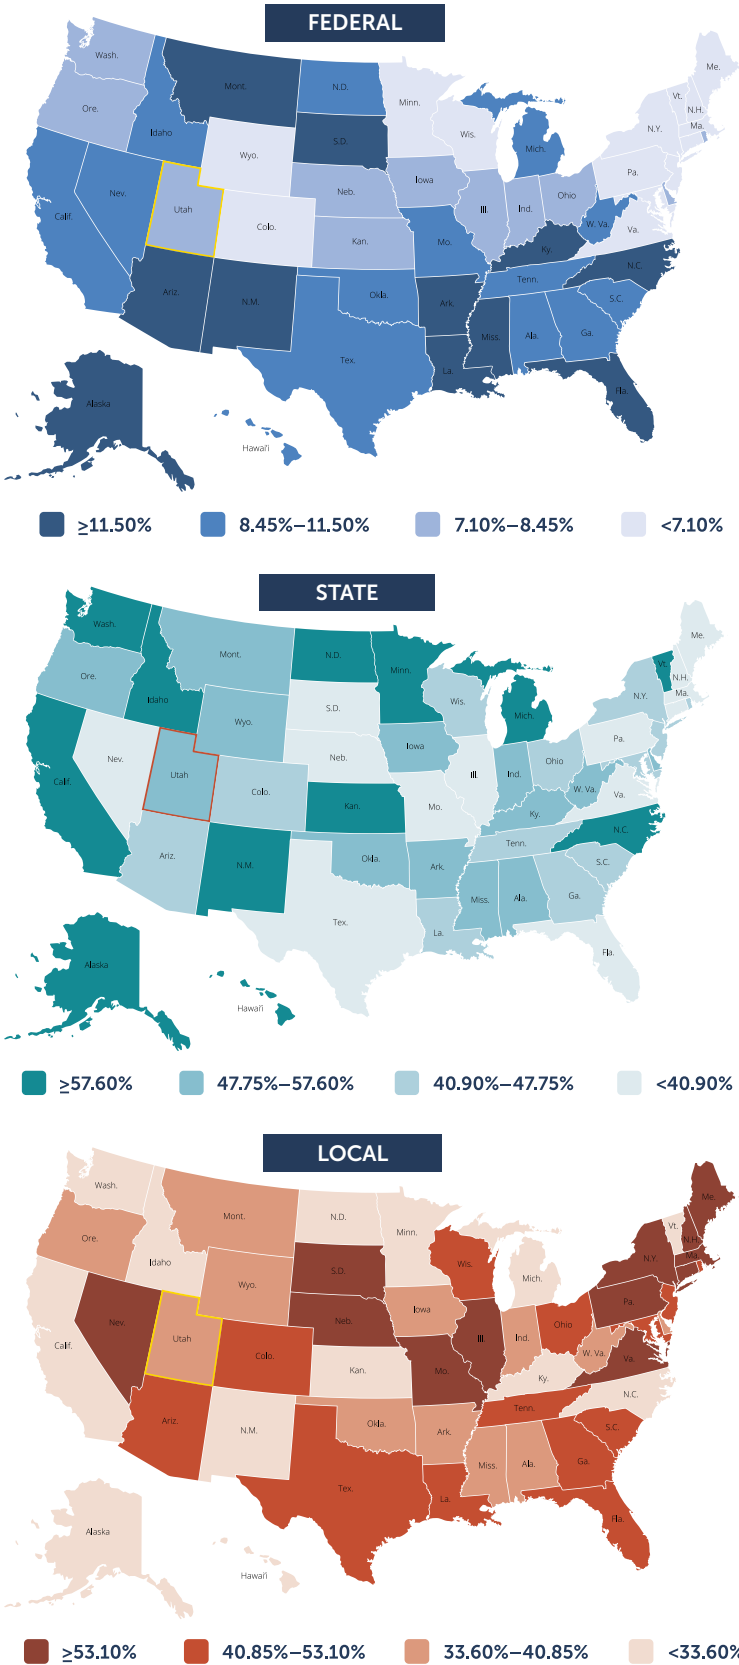 FEDERAL
Wash.
Mont.
N.D.
Minn.
Me.
Vt.
N.H.
Ore.
Idaho
S.D.
Wis.
Mich.
N.Y.
Ma.
Wyo.
Nev.
Utah
Neb.
Iowa
Ill.
Ind.
Ohio
Pa.
Calif.
Colo.
Kan.
Mo.
Ky.
W. Va.
Va.
Ariz.
N.M.
Okla.
Ark.
Tenn.
N.C.
S.C.
Tex.
La.
Miss.
Ala.
Ga.
Fla.
Alaska
Hawai'i
≥11.50% 8.45%–11.50% 7.10%–8.45% <7.10%
STATE
Wash.
Mont.
N.D.
Minn.
Me.
Vt.
N.H.
Ore.
Idaho
S.D.
Wis.
Mich.
N.Y.
Ma.
Wyo.
Nev.
Utah
Neb.
Iowa
Ill.
Ind.
Ohio
Pa.
Calif.
Colo.
Kan.
Mo.
Ky.
W. Va.
Va.
Ariz.
N.M.
Okla.
Ark.
Tenn.
N.C.
S.C.
Tex.
La.
Miss.
Ala.
Ga.
Fla.
Alaska
Hawai'i
≥57.60% 47.75%–57.60% 40.90%–47.75% <40.90%
LOCAL
Wash.
Mont.
N.D.
Minn.
Me.
Vt.
N.H.
Ore.
Idaho
S.D.
Wis.
Mich.
N.Y.
Ma.
Wyo.
Nev.
Utah
Neb.
Iowa
Ill.
Ind.
Ohio
Pa.
Calif.
Colo.
Kan.
Mo.
Ky.
W. Va.
Va.
Ariz.
N.M.
Okla.
Ark.
Tenn.
N.C.
S.C.
Tex.
La.
Miss.
Ala.
Ga.
Fla.
Alaska
Hawai'i
≥53.10% 40.85%–53.10% 33.60%–40.85% <33.60%